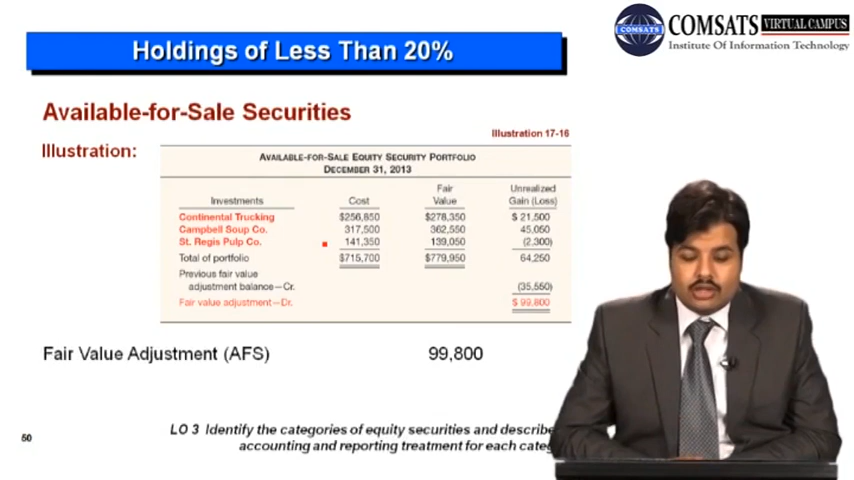 Holdings of Less Than 20%
COMSATS
COMSATS VIRTUAL CAMPUS
Institute Of Information Technology
Available-for-Sale Securities
Illustration 17-16
Illustration:
AVAILABLE-FOR-SALE EQUITY SECURITY PORTFOLIO
DECEMBER 31, 2013
Fair Unrealized
Investments Cost Value Gain (Loss)
Continental Trucking $256,850 $278,350 $ 21,500
Campbell Soup Co. 317,500 362,550 45,050
St. Regis Pulp Co. 141,350 139,050 (2,300)
Total of portfolio $715,700 $779,950 64,250
Previous fair value
adjustment balance—Cr. (35,550)
Fair value adjustment—Dr. $ 99,800
Fair Value Adjustment (AFS) 99,800
50
LO 3 Identify the categories of equity securities and describe
accounting and reporting treatment for each